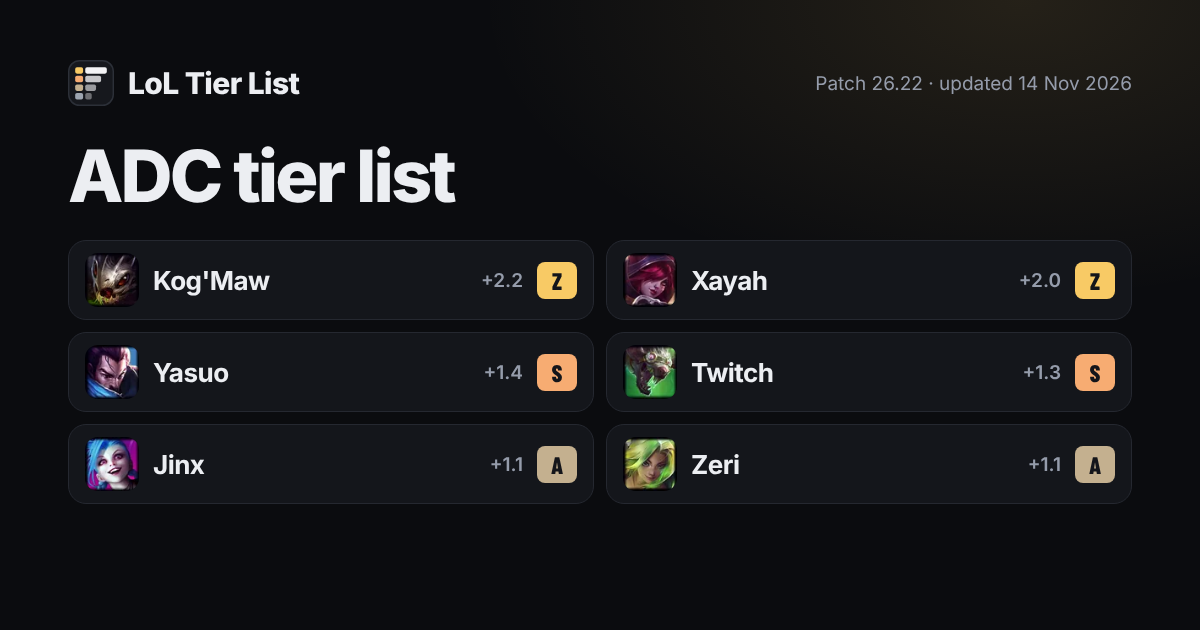 LoL Tier List
Patch 26.22 · updated 14 Nov 2026
ADC tier list
Kog'Maw +2.2 Z
Xayah +2.0 Z
Yasuo +1.4 S
Twitch +1.3 S
Jinx +1.1 A
Zeri +1.1 A